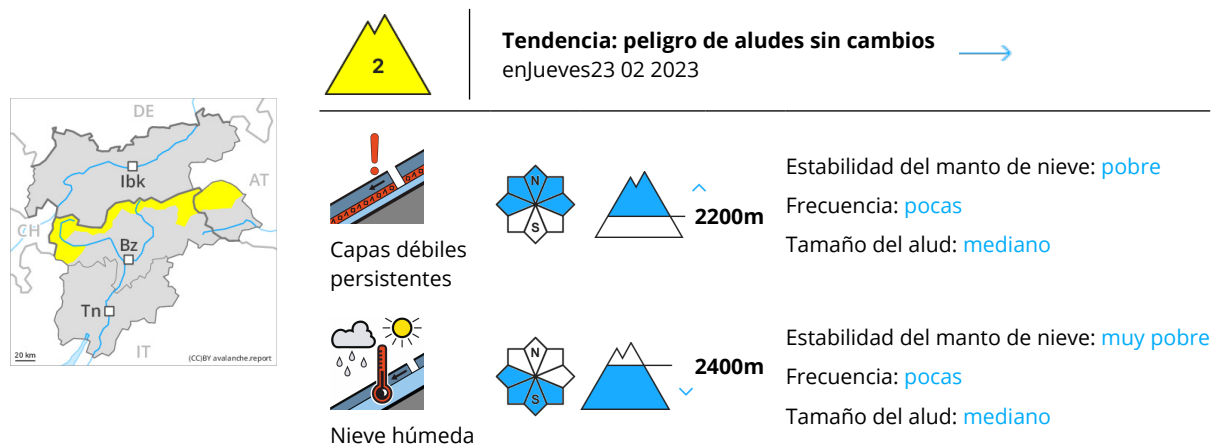 2
Tendencia: peligro de aludes sin cambios
enJueves23 02 2023
DE
Ibk
AT
CH
Bz
Tn
IT
20 km
(CC)BY avalanche.report
N
S
2200m
Capas débiles
persistentes
Estabilidad del manto de nieve: pobre
Frecuencia: pocas
Tamaño del alud: mediano
N
S
2400m
Nieve húmeda
Estabilidad del manto de nieve: muy pobre
Frecuencia: pocas
Tamaño del alud: mediano